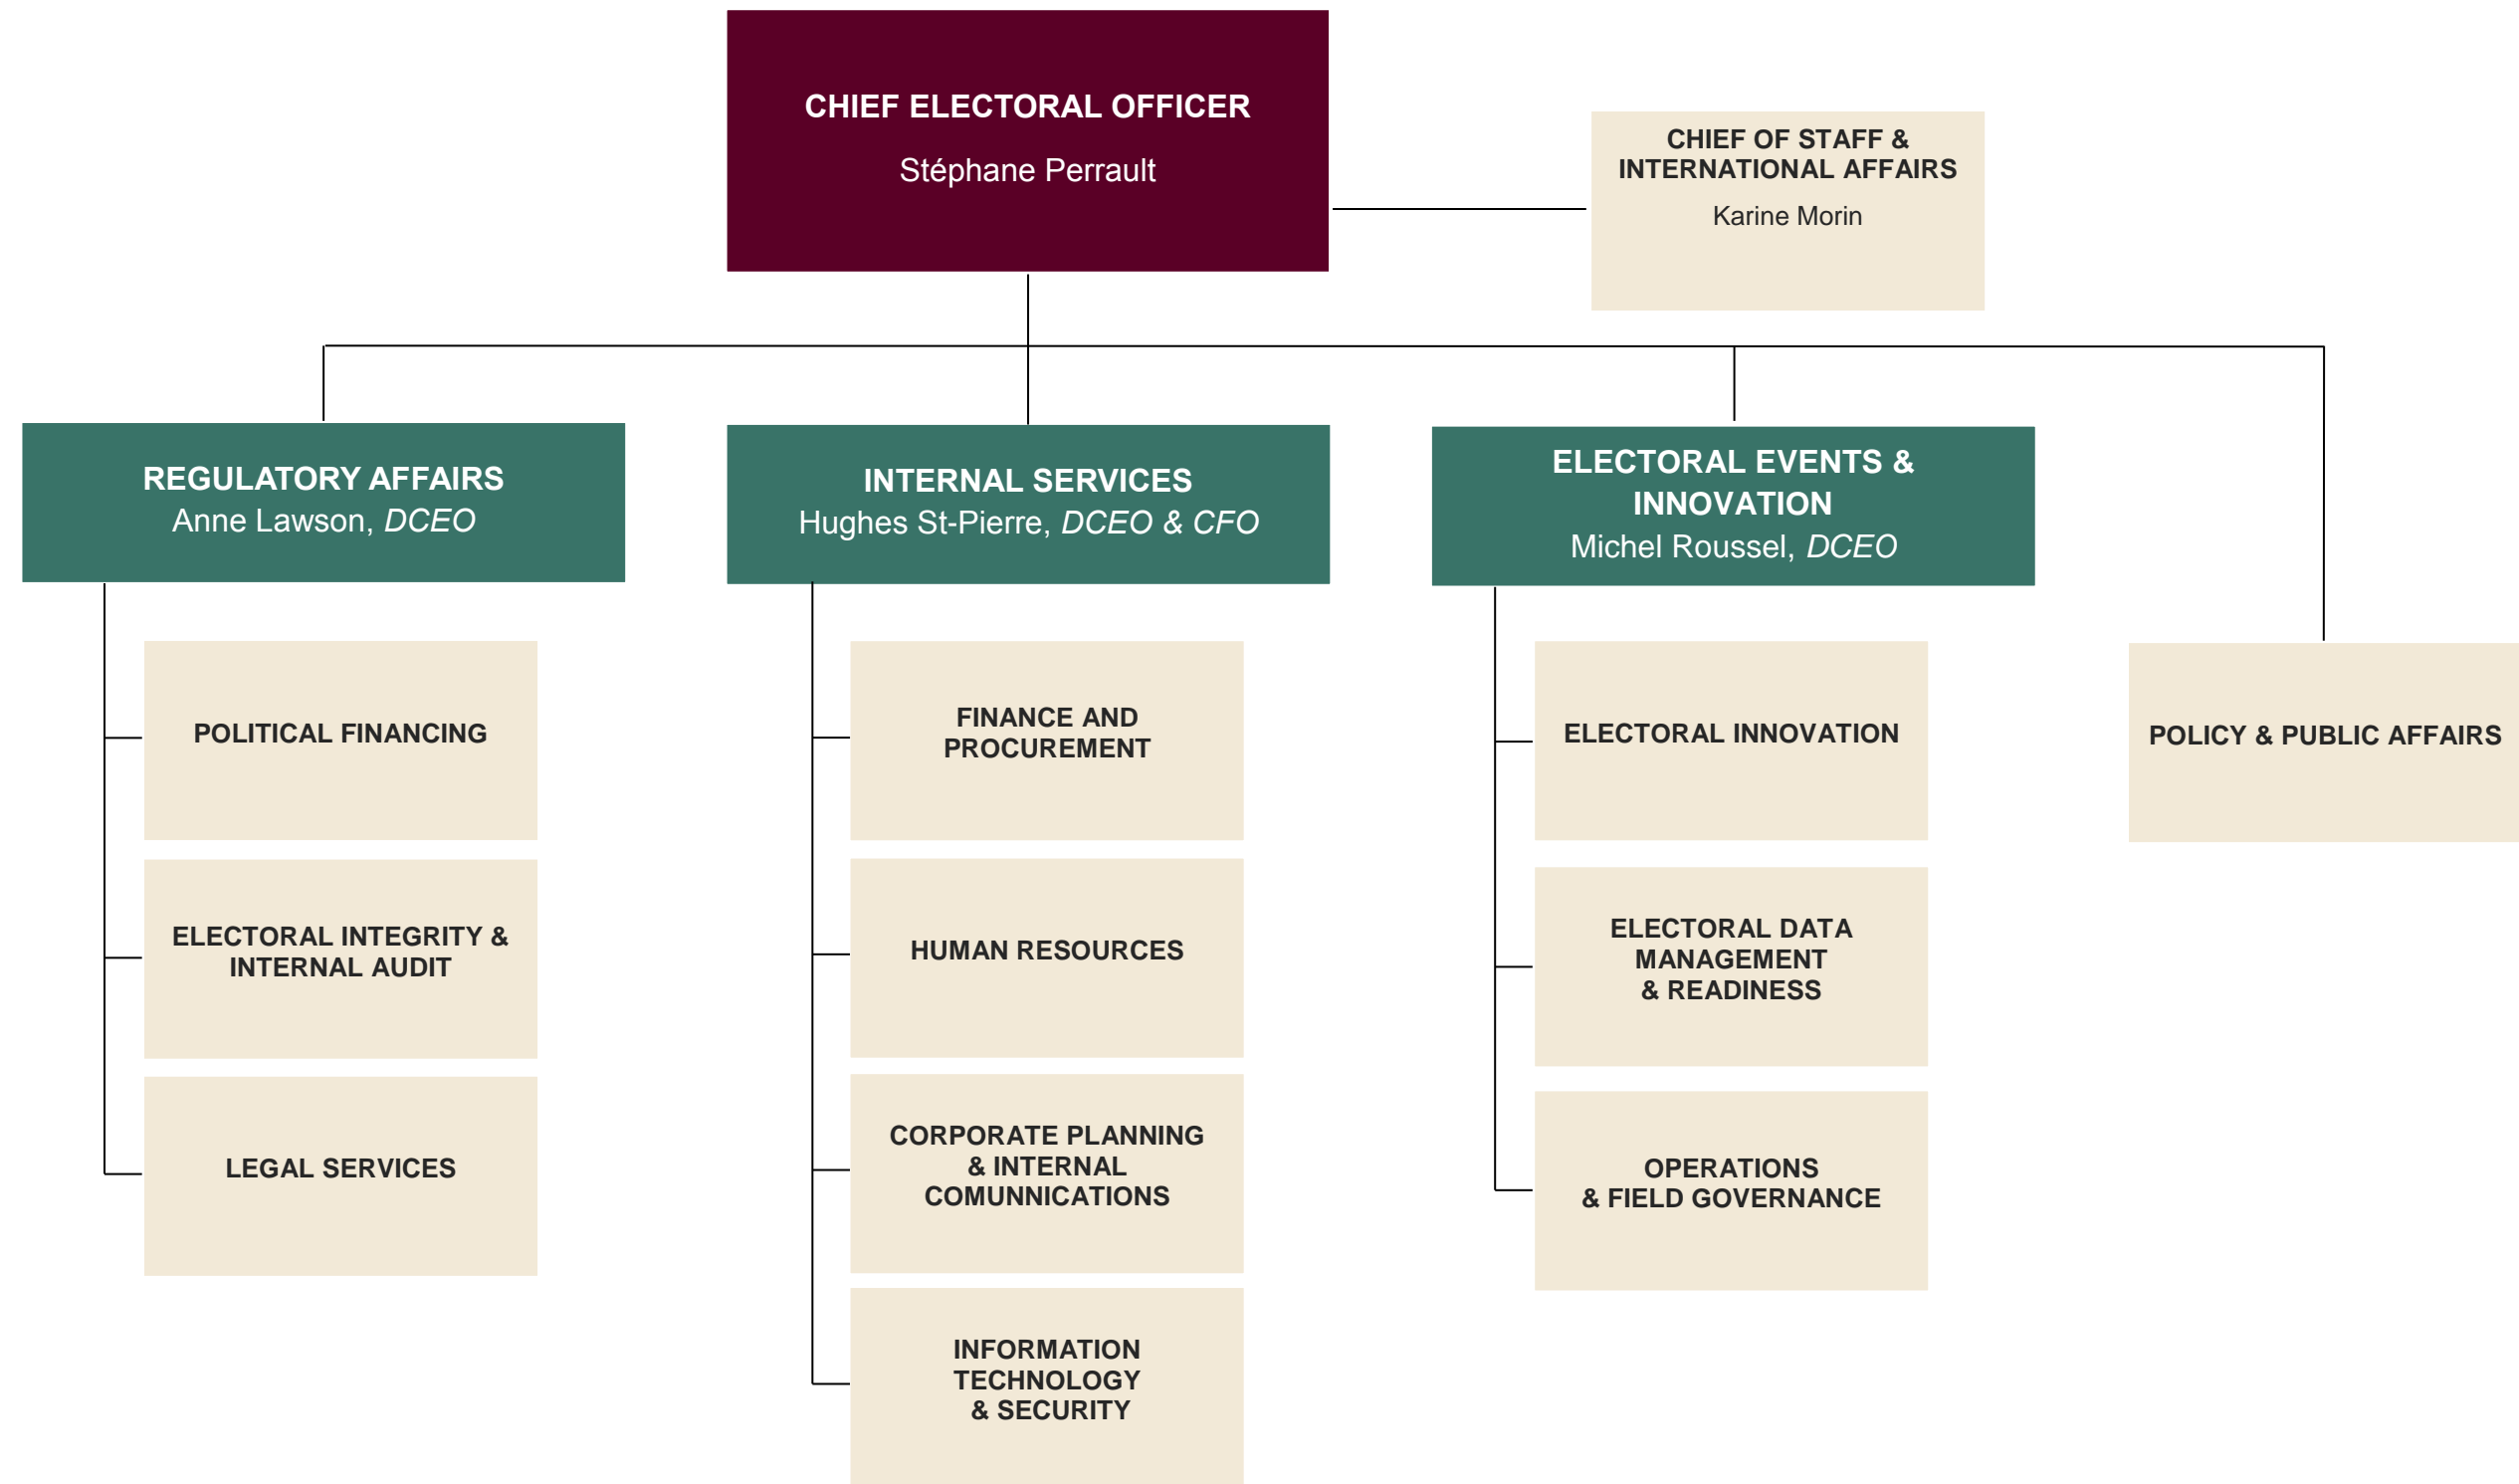 CHIEF ELECTORAL OFFICER
Stéphane Perrault
CHIEF OF STAFF &
INTERNATIONAL AFFAIRS
Karine Morin
REGULATORY AFFAIRS
Anne Lawson, DCEO
INTERNAL SERVICES
Hughes St-Pierre, DCEO & CFO
ELECTORAL EVENTS &
INNOVATION
Michel Roussel, DCEO
POLITICAL FINANCING
ELECTORAL INTEGRITY &
INTERNAL AUDIT
LEGAL SERVICES
FINANCE AND
PROCUREMENT
HUMAN RESOURCES
CORPORATE PLANNING
& INTERNAL
COMUNNICATIONS
INFORMATION
TECHNOLOGY
& SECURITY
ELECTORAL INNOVATION
ELECTORAL DATA
MANAGEMENT
& READINESS
OPERATIONS
& FIELD GOVERNANCE
POLICY & PUBLIC AFFAIRS